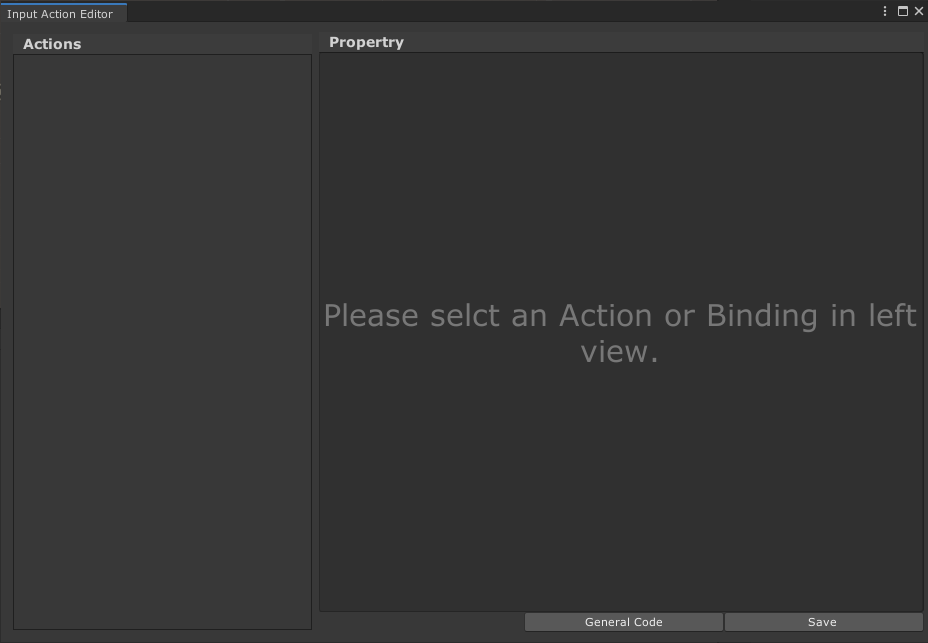 Input Action Editor
Actions
Propertry
Please selct an Action or Binding in left
view.
General Code
Save